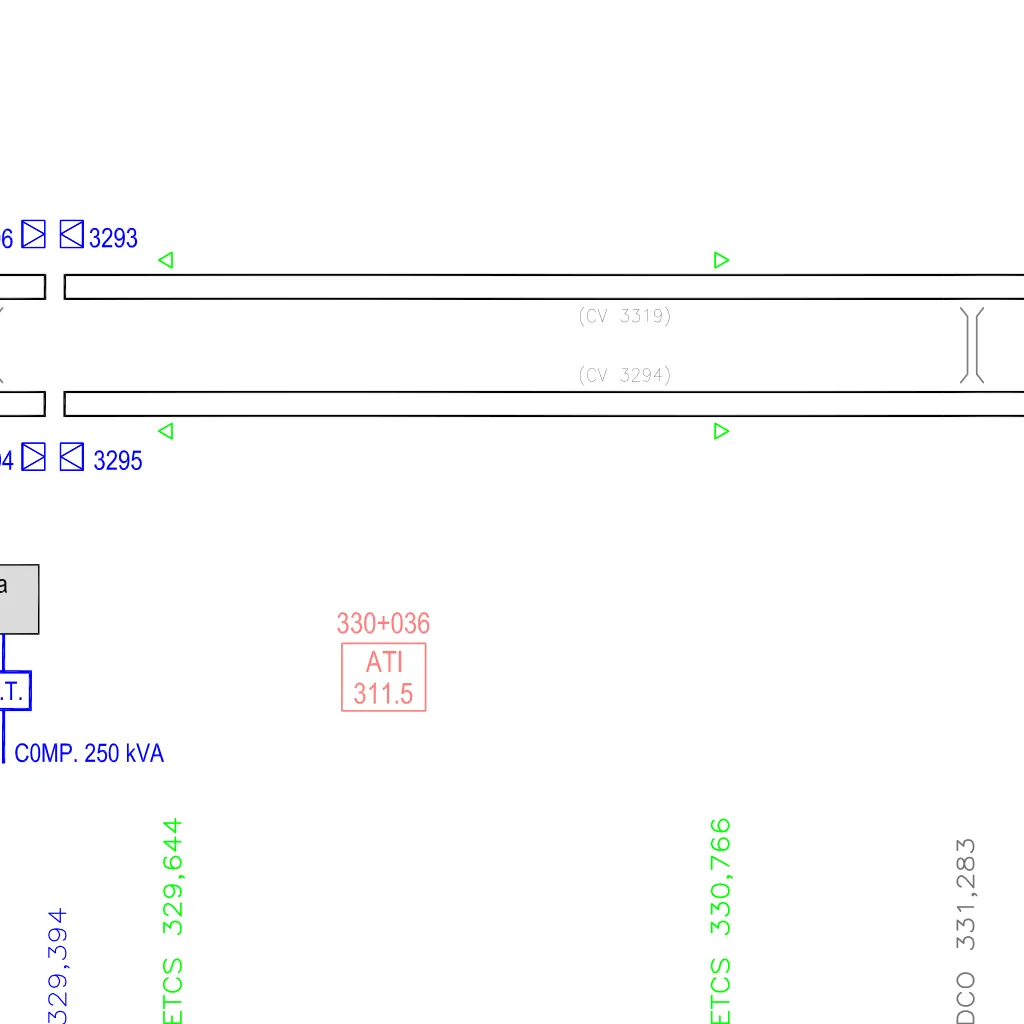 3293
(CV 3319)
(CV 3294)
3295
a
330+036
ATI
311.5
.T.
C0MP. 250 kVA
329,394
ETCS 329,644
ETCS 330,766
DCO 331,283